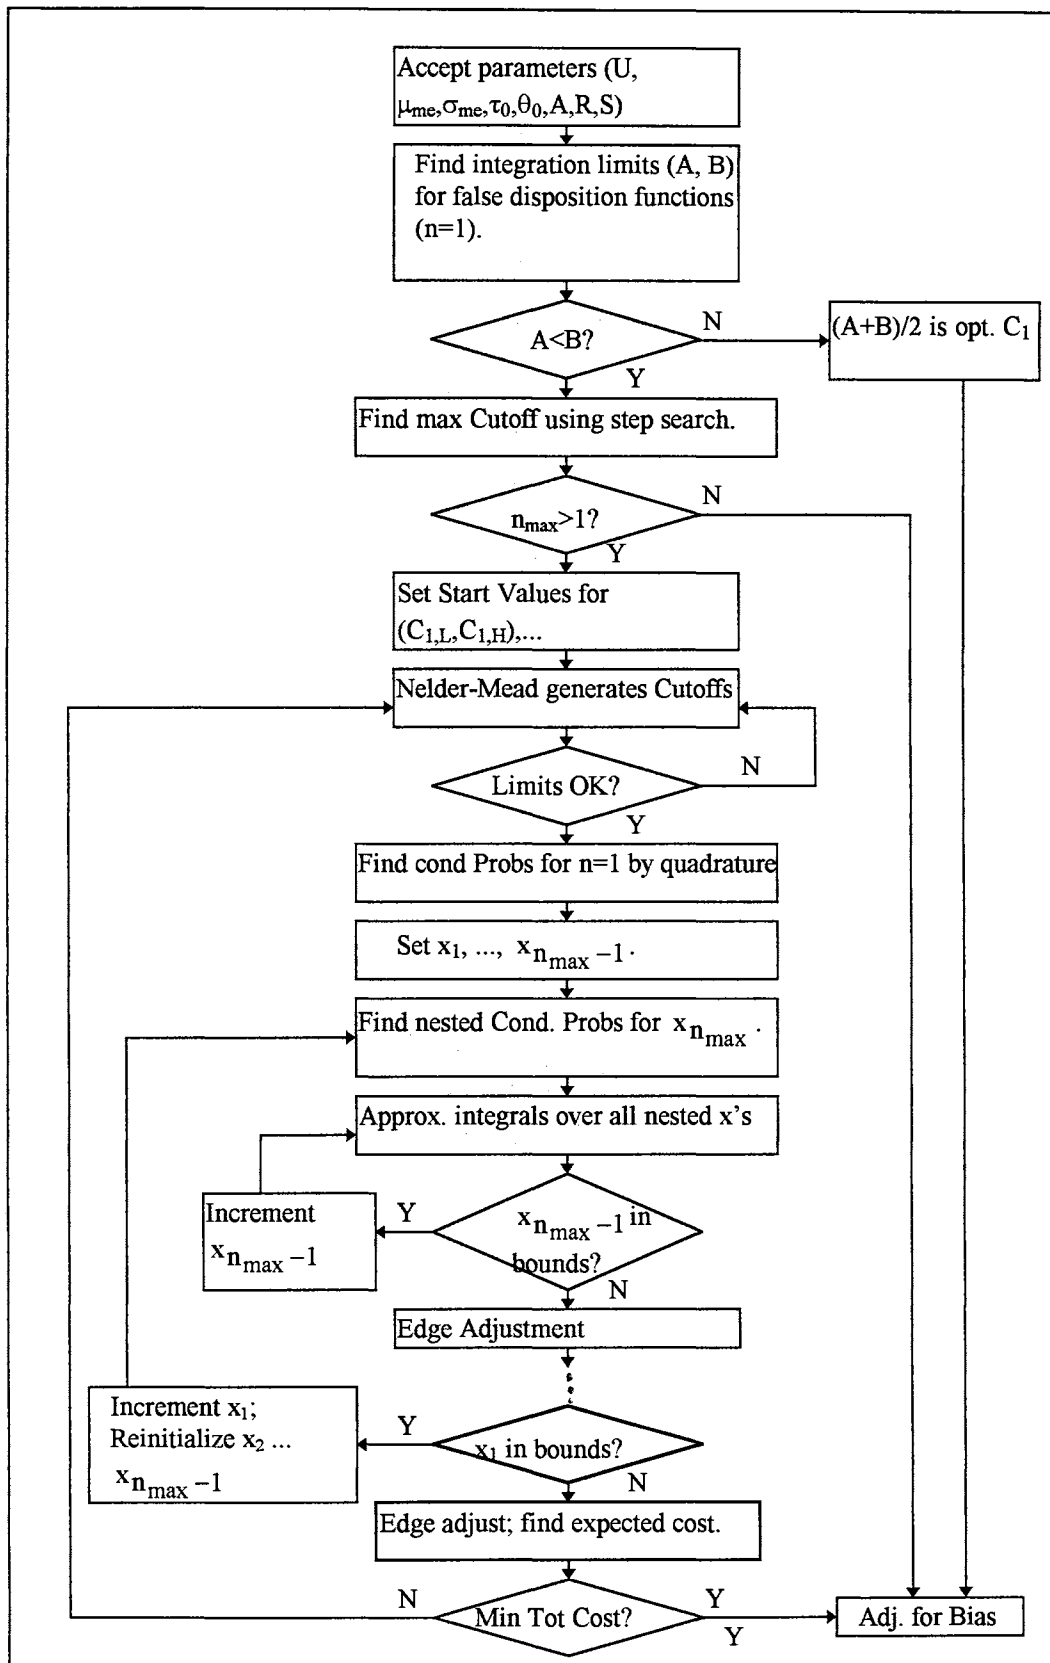 Accept parameters (U,
μme,σme,τ0,θ0,A,R,S)
Find integration limits (A, B)
for false disposition functions
(n=1).
A<B?
N
(A+B)/2 is opt. C1
Y
Find max Cutoff using step search.
nmax>1?
N
Y
Set Start Values for
(C1,L,C1,H),...
Nelder-Mead generates Cutoffs
Limits OK?
N
Y
Find cond Probs for n=1 by quadrature
Set x1, ..., xnmax −1.
Find nested Cond. Probs for xnmax .
Approx. integrals over all nested x's
Increment
xnmax −1
Y
xnmax −1 in
bounds?
N
Edge Adjustment
Increment x1;
Reinitialize x2 ...
xnmax −1
Y
x1 in bounds?
N
Edge adjust; find expected cost.
N
Min Tot Cost?
Y
Y
Adj. for Bias